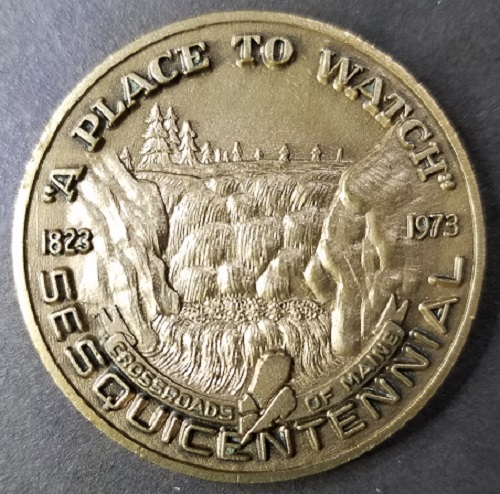 "A PLACE TO WATCH"
1823 1973
CROSSROADS OF MAINE
SESQUICENTENNIAL